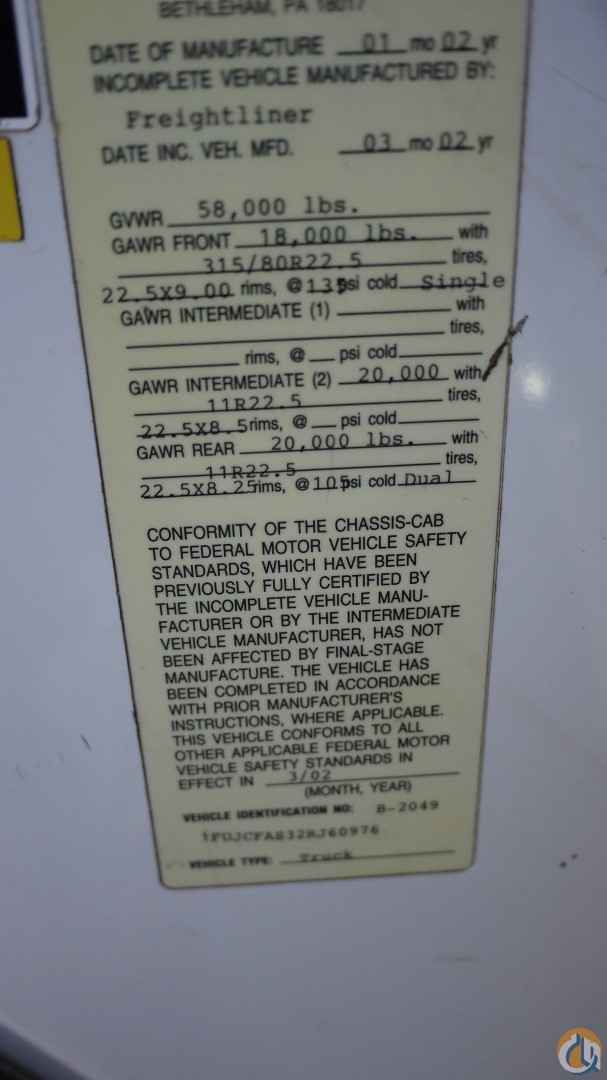 BETHLEHAM, PA 18017
DATE OF MANUFACTURE 01 mo 02 yr
INCOMPLETE VEHICLE MANUFACTURED BY:
Freightliner
DATE INC. VEH. MFD. 03 mo 02 yr
GVWR 58,000 lbs.
GAWR FRONT 18,000 lbs. with
315/80R22.5 tires,
22.5X9.00 rims, @ psi cold Single
GAWR INTERMEDIATE (1) with
tires,
rims, @ psi cold
GAWR INTERMEDIATE (2) 20,000 with
11R22.5 tires,
22.5X8.5 rims, @ psi cold
GAWR REAR 20,000 lbs. with
11R22.5 tires,
22.5X8.25 rims, @ 105 psi cold Dual
CONFORMITY OF THE CHASSIS-CAB
TO FEDERAL MOTOR VEHICLE SAFETY
STANDARDS, WHICH HAVE BEEN
PREVIOUSLY FULLY CERTIFIED BY
THE INCOMPLETE VEHICLE MANU-
FACTURER OR BY THE INTERMEDIATE
VEHICLE MANUFACTURER, HAS NOT
BEEN AFFECTED BY FINAL-STAGE
MANUFACTURE. THE VEHICLE HAS
BEEN COMPLETED IN ACCORDANCE
WITH PRIOR MANUFACTURER'S
INSTRUCTIONS, WHERE APPLICABLE.
THIS VEHICLE CONFORMS TO ALL
OTHER APPLICABLE FEDERAL MOTOR
VEHICLE SAFETY STANDARDS IN
EFFECT IN 3/02
(MONTH, YEAR)
VEHICLE IDENTIFICATION NO: B-2049
VEHICLE TYPE: Truck